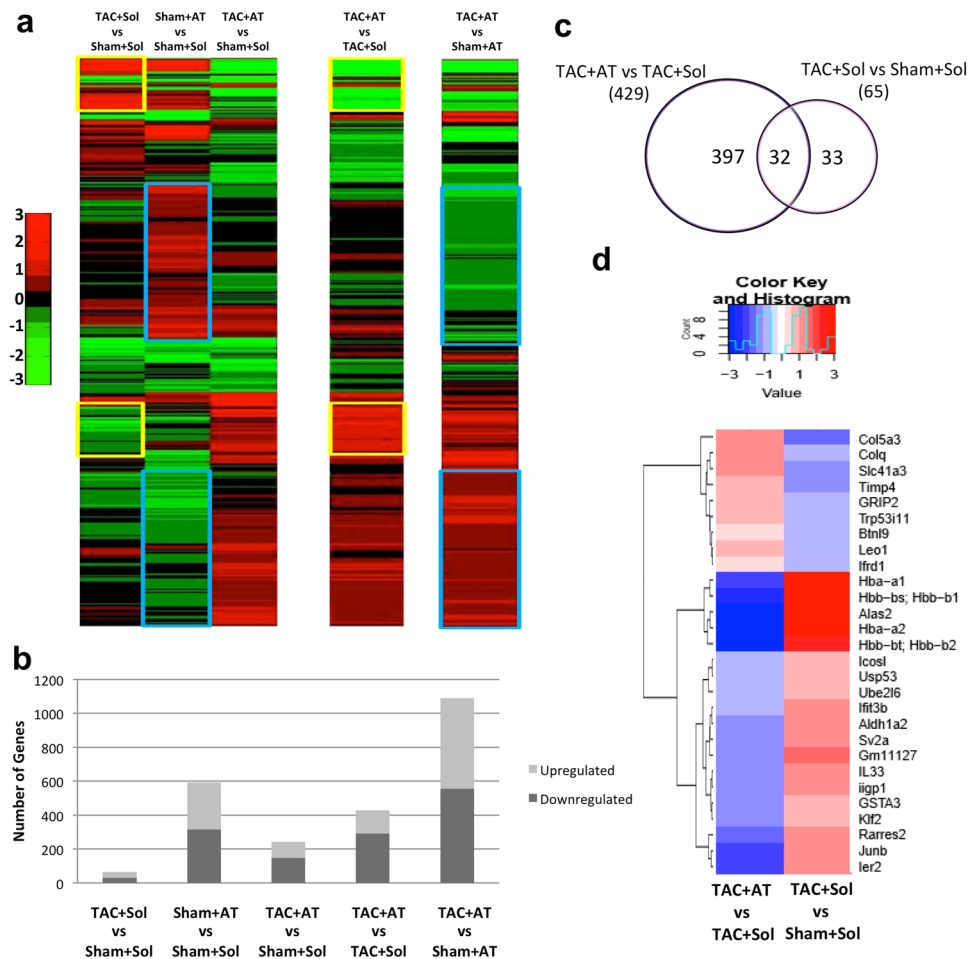 a
TAC+Sol
vs
Sham+Sol
Sham+AT
vs
Sham+Sol
TAC+AT
vs
Sham+Sol
TAC+AT
vs
TAC+Sol
TAC+AT
vs
Sham+AT
3
2
1
0
-1
-2
-3
b
Number of Genes
1200
1000
800
600
400
200
0
TAC+Sol
vs
Sham+Sol
Sham+AT
vs
Sham+Sol
TAC+AT
vs
Sham+Sol
TAC+AT
vs
TAC+Sol
TAC+AT
vs
Sham+AT
Upregulated
Downregulated
c
TAC+AT vs TAC+Sol
(429)
TAC+Sol vs Sham+Sol
(65)
397 32 33
d
Color Key
and Histogram
Count
0 4 8
−3 −1 1 3
Value
Col5a3
Colq
Slc41a3
Timp4
GRIP2
Trp53i11
Btnl9
Leo1
Ifrd1
Hba−a1
Hbb−bs; Hbb−b1
Alas2
Hba−a2
Hbb−bt; Hbb−b2
Icosl
Usp53
Ube2l6
Ifit3b
Aldh1a2
Sv2a
Gm11127
IL33
iigp1
GSTA3
Klf2
Rarres2
Junb
Ier2
TAC+AT
vs
TAC+Sol
TAC+Sol
vs
Sham+Sol